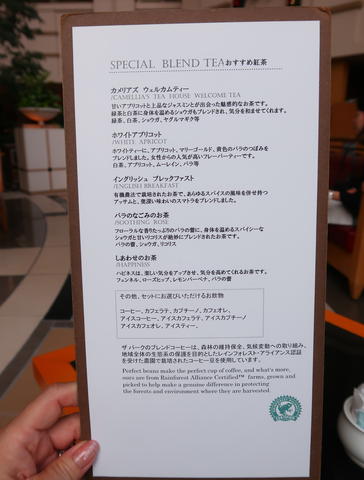 SPECIAL BLEND TEAおすすめ紅茶
カメリアズ ウェルカムティー
/CAMELLIA'S TEA HOUSE WELCOME TEA
甘いアプリコットと上品なジャスミンとが出会った魅惑的なお茶です。
緑茶と白茶に身体を温めるジンジャーがブレンドされ、気分を和ませてくれます。
緑茶、白茶、ショウガ、ヤグルマギク等
ホワイトアプリコット
/WHITE APRICOT
ホワイトティーに、アプリコット、マリーゴールド、黄色のバラのつぼみを
ブレンドしました。女性からの人気が高いフレーバーティーです。
白茶、アプリコット、ムーレイン、バラ等
イングリッシュ ブレックファスト
/ENGLISH BREAKFAST
有機農法で栽培されたお茶で、あらゆるスパイスの風味を併せ持つ
アッサムと、奥深い味わいのスマトラをブレンドしました。
バラのなごみのお茶
/SOOTHING ROSE
フローラルな香りたっぷりのバラの蕾に、身体を温めるスパイシーな
ジンジャーと甘いリコリスが絶妙にブレンドされたお茶です。
バラの蕾、ショウガ、リコリス
しあわせのお茶
/HAPPINESS
ハピネスは、楽しい気分をアップさせ、気分を高めてくれるお茶です。
フェンネル、ローズヒップ、レモンバーベナ、バラの蕾
その他、セットにお選びいただけるお飲物
コーヒー、カフェラテ、カプチーノ、カフェオレ、
アイスコーヒー、アイスカフェラテ、アイスカプチーノ
アイスカフェオレ、アイスティー、
ザ パークのブレンドコーヒーは、森林の維持保全、気候変動への取り組み、
地域全体の生態系の保護を目的としたレインフォレスト・アライアンス認証
を受けた農園で栽培されたコーヒー豆を使用しています。
Perfect beans make the perfect cup of coffee, and what's more,
ours are from Rainforest Alliance Certified™ farms, grown and
picked to help make a genuine difference in protecting
the forests and environment where they are harvested.